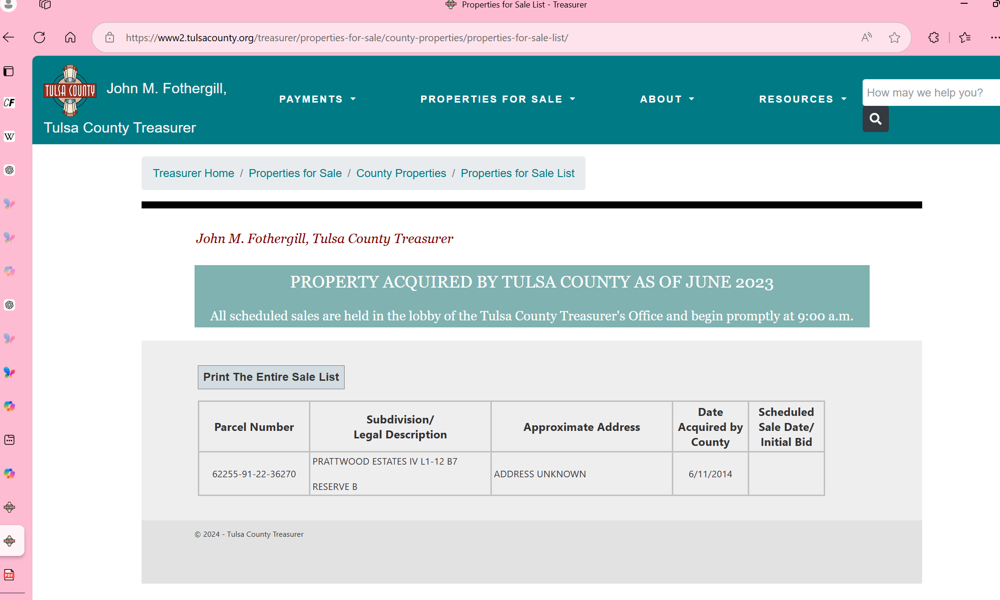 Properties for Sale List - Treasurer
https://www2.tulsacounty.org/treasurer/properties-for-sale/county-properties/properties-for-sale-list/
A
CF
W
TULSA COUNTY
John M. Fothergill,
Tulsa County Treasurer
PAYMENTS
PROPERTIES FOR SALE
ABOUT
RESOURCES
How may we help you?
Treasurer Home / Properties for Sale / County Properties / Properties for Sale List
John M. Fothergill, Tulsa County Treasurer
PROPERTY ACQUIRED BY TULSA COUNTY AS OF JUNE 2023
All scheduled sales are held in the lobby of the Tulsa County Treasurer's Office and begin promptly at 9:00 a.m.
Print The Entire Sale List
Parcel Number
Subdivision/
Legal Description
Approximate Address
Date
Acquired by
County
Scheduled
Sale Date/
Initial Bid
62255-91-22-36270
PRATTWOOD ESTATES IV L1-12 B7
RESERVE B
ADDRESS UNKNOWN
6/11/2014
© 2024 - Tulsa County Treasurer
PDF